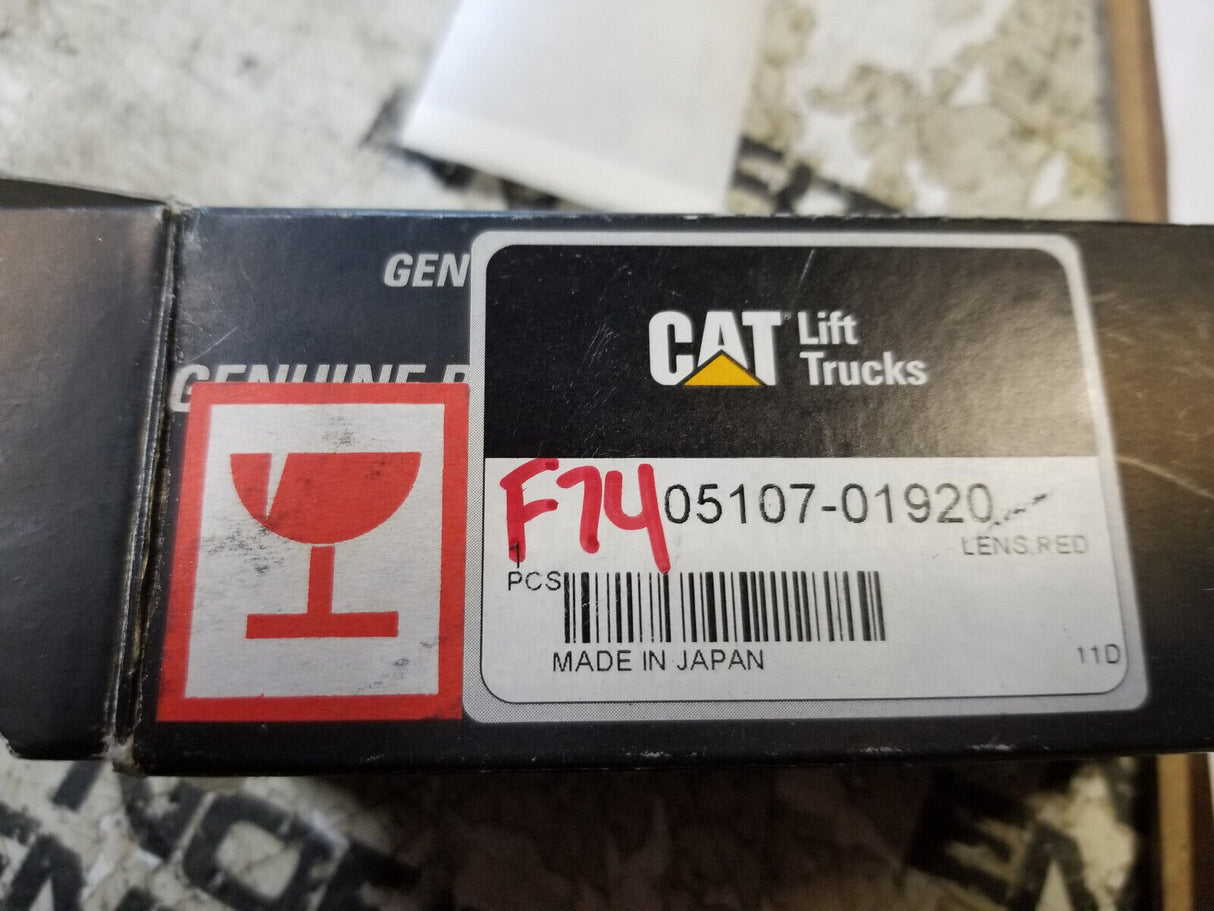 GEN
GENUINE P
CAT Lift
Trucks
F74 05107-01920
LENS,RED
1
PCS
MADE IN JAPAN
11D